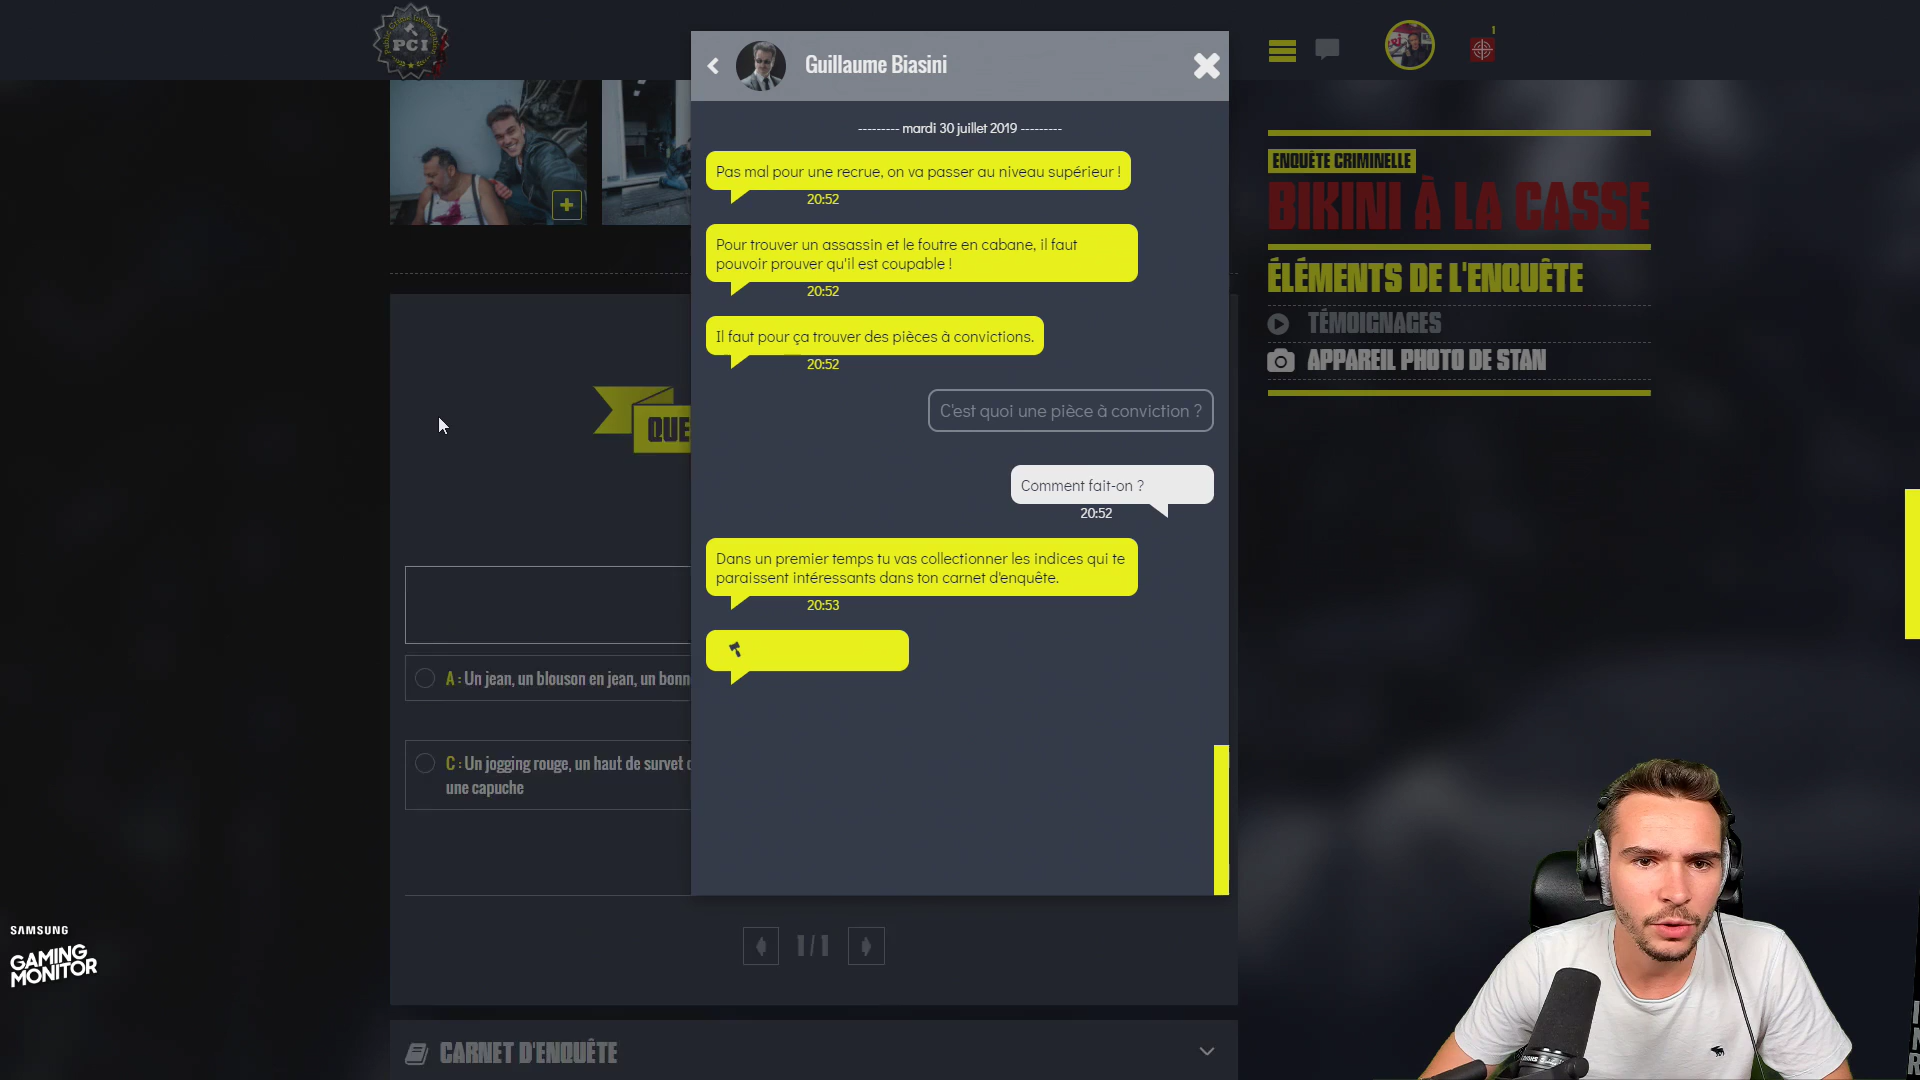 PCI
Guillaume Biasini
--------- mardi 30 juillet 2019 ---------
Pas mal pour une recrue, on va passer au niveau supérieur !
20:52
Pour trouver un assassin et le foutre en cabane, il faut
pouvoir prouver qu'il est coupable !
20:52
Il faut pour ça trouver des pièces à convictions.
20:52
C'est quoi une pièce à conviction ?
Comment fait-on ?
20:52
Dans un premier temps tu vas collectionner les indices qui te
paraissent intéressants dans ton carnet d'enquête.
20:53
QUE
A : Un jean, un blouson en jean, un bonn
C : Un jogging rouge, un haut de survet
une capuche
1/1
CARNET D'ENQUÊTE
1
ENQUÊTE CRIMINELLE
BIKINI À LA CASSE
ÉLÉMENTS DE L'ENQUÊTE
TÉMOIGNAGES
APPAREIL PHOTO DE STAN
SAMSUNG
GAMING
MONITOR